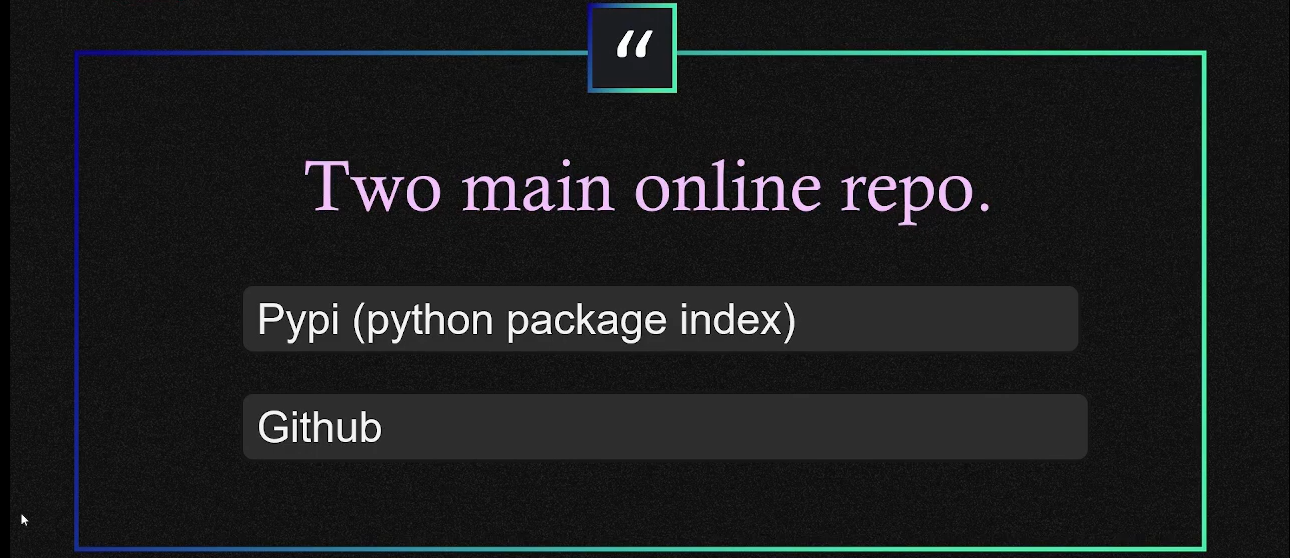 “
Two main online repo.
Pypi (python package index)
Github